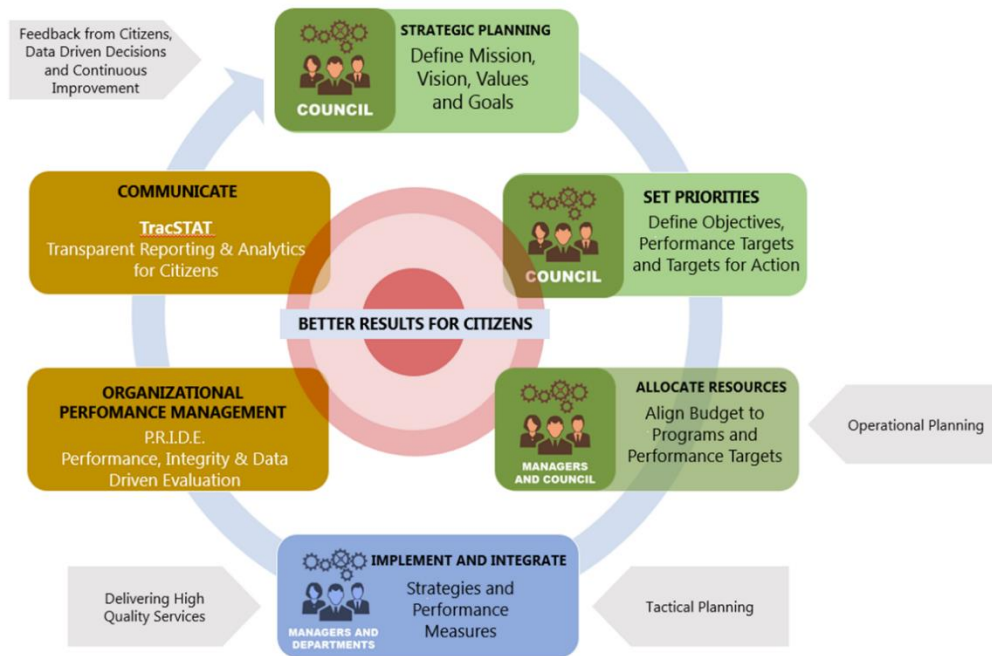 Feedback from Citizens,
Data Driven Decisions
and Continuous
Improvement
STRATEGIC PLANNING
Define Mission,
Vision, Values
and Goals
COUNCIL
COMMUNICATE
TracSTAT
Transparent Reporting & Analytics
for Citizens
SET PRIORITIES
Define Objectives,
Performance Targets
and Targets for Action
COUNCIL
BETTER RESULTS FOR CITIZENS
ORGANIZATIONAL
PERFOMANCE MANAGEMENT
P.R.I.D.E.
Performance, Integrity & Data
Driven Evaluation
ALLOCATE RESOURCES
Align Budget to
Programs and
Performance Targets
MANAGERS
AND COUNCIL
Operational Planning
IMPLEMENT AND INTEGRATE
Strategies and
Performance
Measures
MANAGERS AND
DEPARTMENTS
Delivering High
Quality Services
Tactical Planning